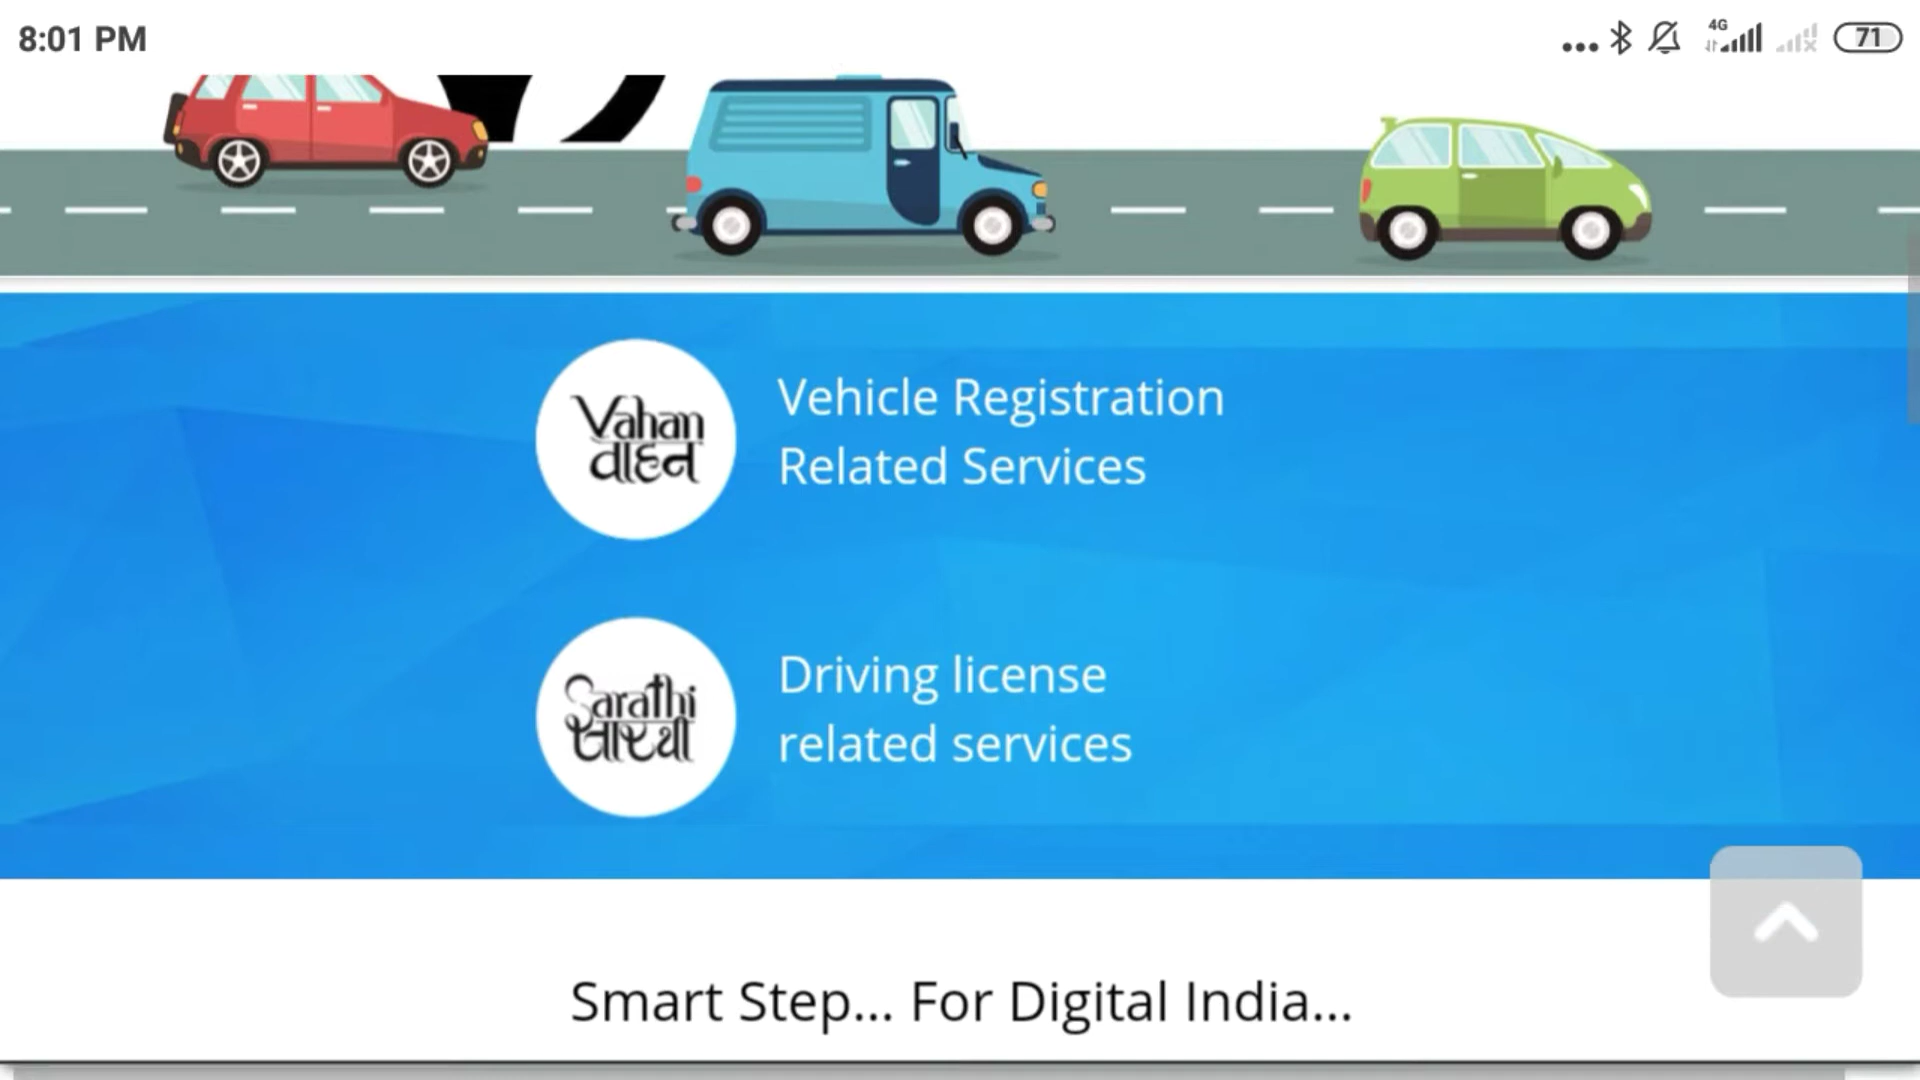 8:01 PM
4G
71
Vahan
वाहन
Vehicle Registration
Related Services
Sarathi
सारथी
Driving license
related services
Smart Step... For Digital India...